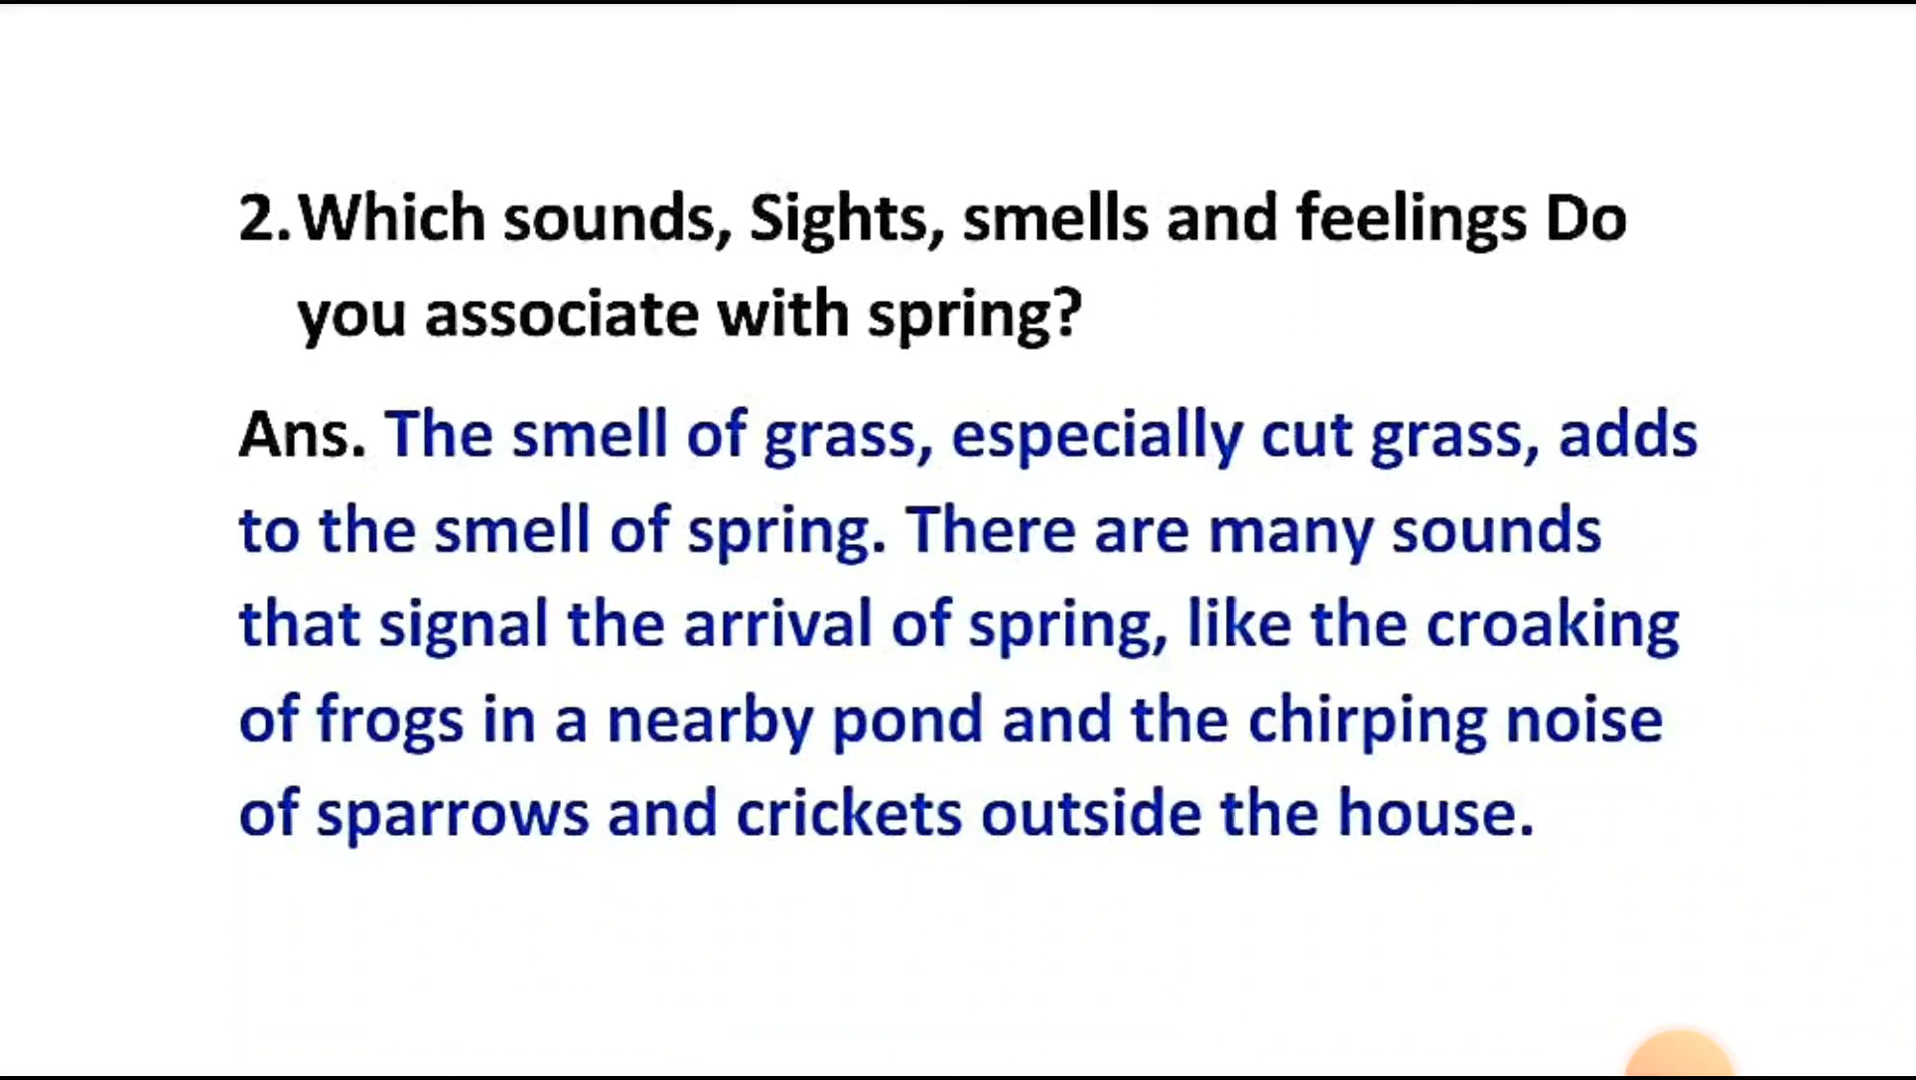 2.Which sounds, Sights, smells and feelings Do
you associate with spring?
Ans. The smell of grass, especially cut grass, adds
to the smell of spring. There are many sounds
that signal the arrival of spring, like the croaking
of frogs in a nearby pond and the chirping noise
of sparrows and crickets outside the house.